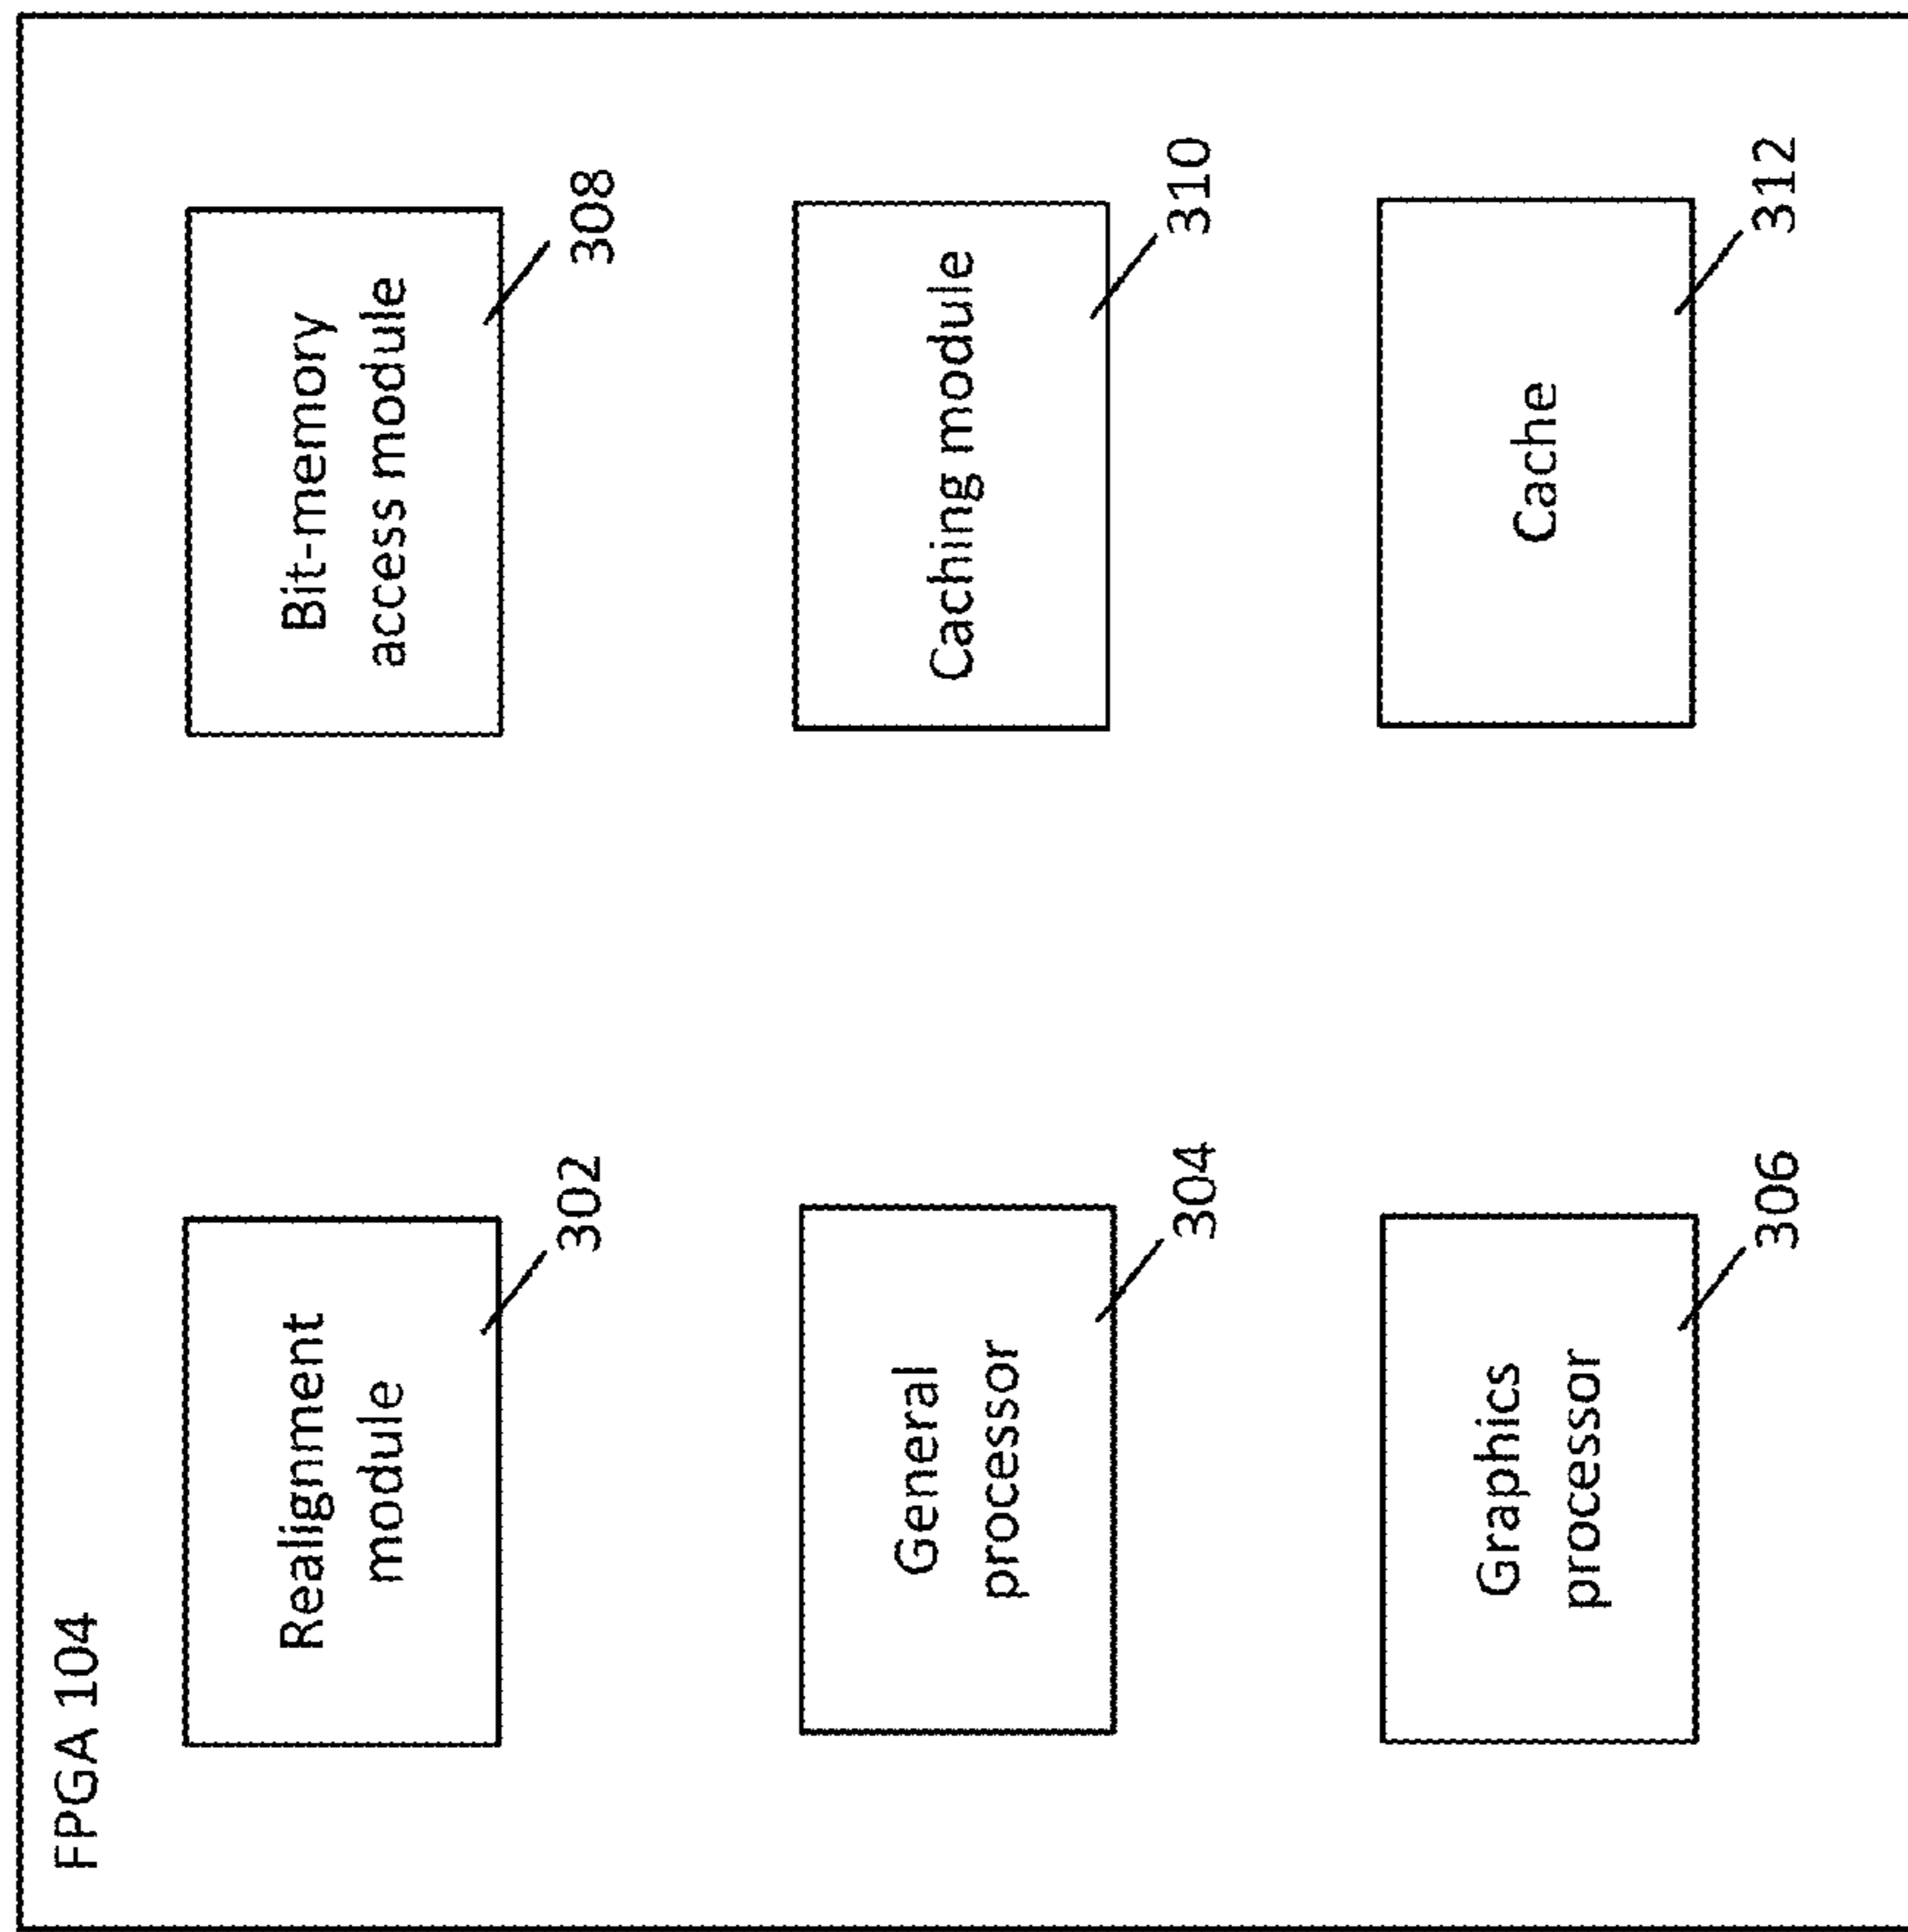 FPGA 104
Realignment
module
302
General
processor
304
Graphics
processor
306
Bit-memory
access module
308
Caching module
310
Cache
312